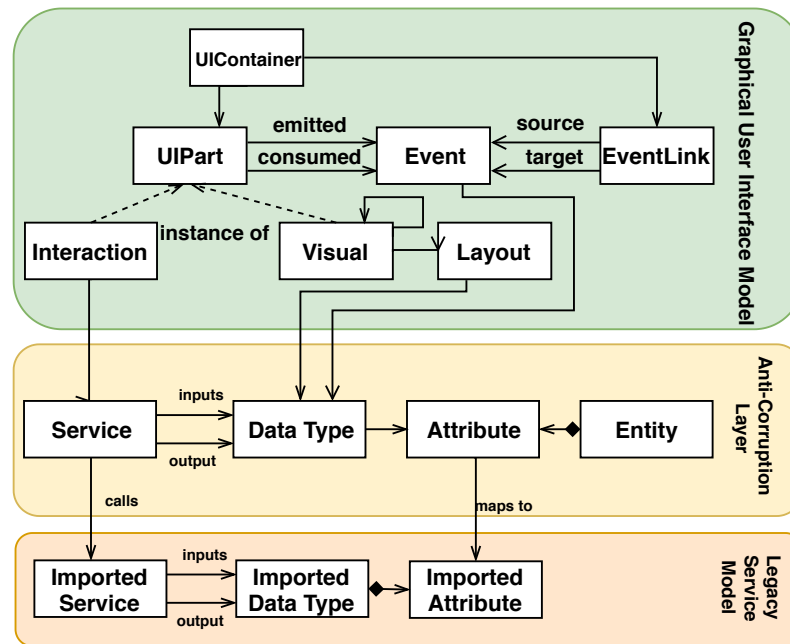 UIContainer
Graphical User Interface Model
emitted
source
UIPart
consumed
Event
target
EventLink
Interaction
instance of
Visual
Layout
Anti-Corruption
Layer
inputs
Service
Data Type
Attribute
Entity
output
calls
maps to
Legacy
Service
Model
inputs
Imported
Service
Imported
Data Type
Imported
Attribute
output